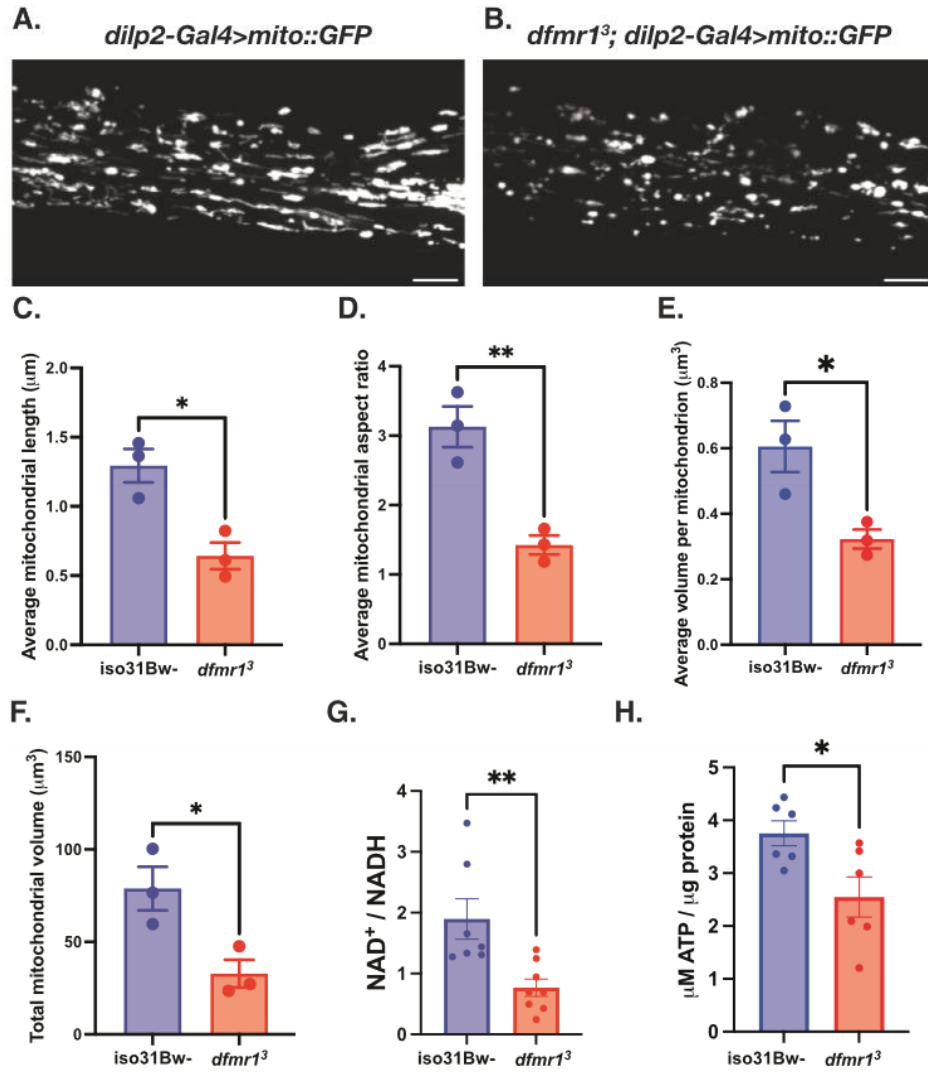 A.
dilp2-Gal4>mito::GFP
B.
dfmr1³; dilp2-Gal4>mito::GFP
C.
Average mitochondrial length (μm)
2.0
1.5
1.0
0.5
0.0
*
iso31Bw-
dfmr1³
D.
Average mitochondrial aspect ratio
4
3
2
1
0
**
iso31Bw-
dfmr1³
E.
Average volume per mitochondrion (μm³)
0.8
0.6
0.4
0.2
0.0
*
iso31Bw-
dfmr1³
F.
Total mitochondrial volume (μm³)
150
100
50
0
*
iso31Bw-
dfmr1³
G.
NAD⁺ / NADH
4
3
2
1
0
**
iso31Bw-
dfmr1³
H.
μM ATP / μg protein
5
4
3
2
1
0
*
iso31Bw-
dfmr1³